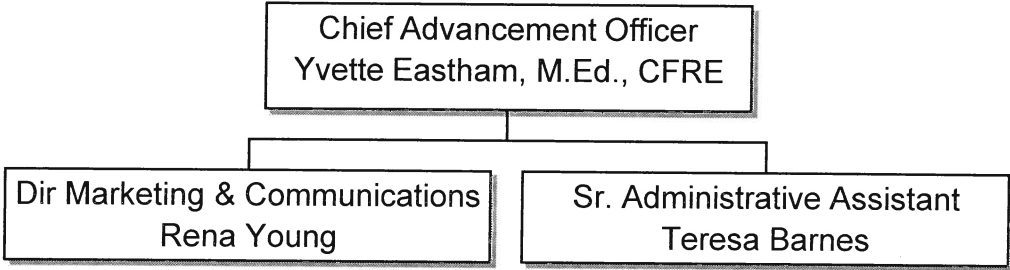 Chief Advancement Officer
Yvette Eastham, M.Ed., CFRE
Dir Marketing & Communications
Rena Young
Sr. Administrative Assistant
Teresa Barnes